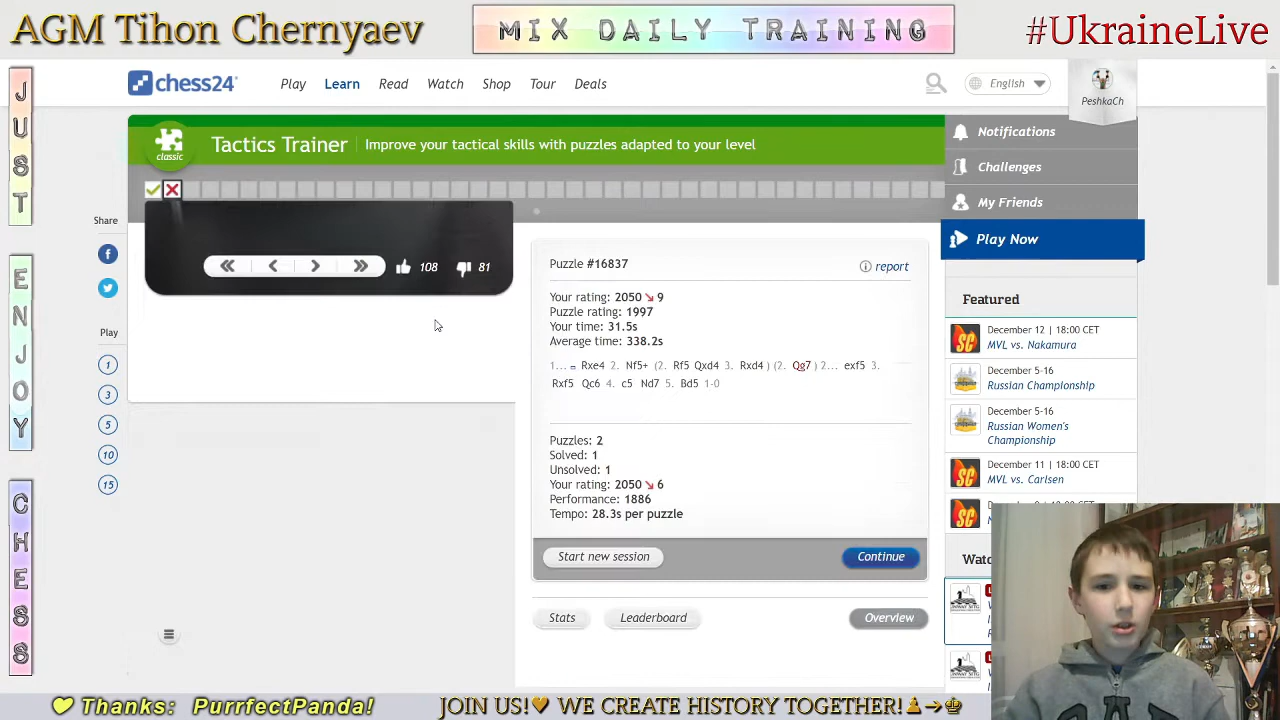 AGM Tihon Chernyaev
MIX DAILY TRAINING
#UkraineLive
JUST
ENJOY
CHESS
chess24
Play Learn Read Watch Shop Tour Deals
English
PeshkaCh
classic
Tactics Trainer
Improve your tactical skills with puzzles adapted to your level
Notifications
Challenges
My Friends
Play Now
Share
Play
1
3
5
10
15
108 81
Puzzle #16837
report
Your rating: 2050 ↘ 9
Puzzle rating: 1997
Your time: 31.5s
Average time: 338.2s
1... = Rxe4 2. Nf5+ (2. Rf5 Qxd4 3. Rxd4 ) (2. Qg7 ) 2... exf5 3.
Rxf5 Qc6 4. c5 Nd7 5. Bd5 1-0
Puzzles: 2
Solved: 1
Unsolved: 1
Your rating: 2050 ↘ 6
Performance: 1886
Tempo: 28.3s per puzzle
Start new session
Continue
Stats
Leaderboard
Overview
Featured
December 12 | 18:00 CET
MVL vs. Nakamura
December 5-16
Russian Championship
December 5-16
Russian Women's
Championship
December 11 | 18:00 CET
MVL vs. Carlsen
Thanks: PurrfectPanda!
JOIN US! WE CREATE HISTORY TOGETHER!